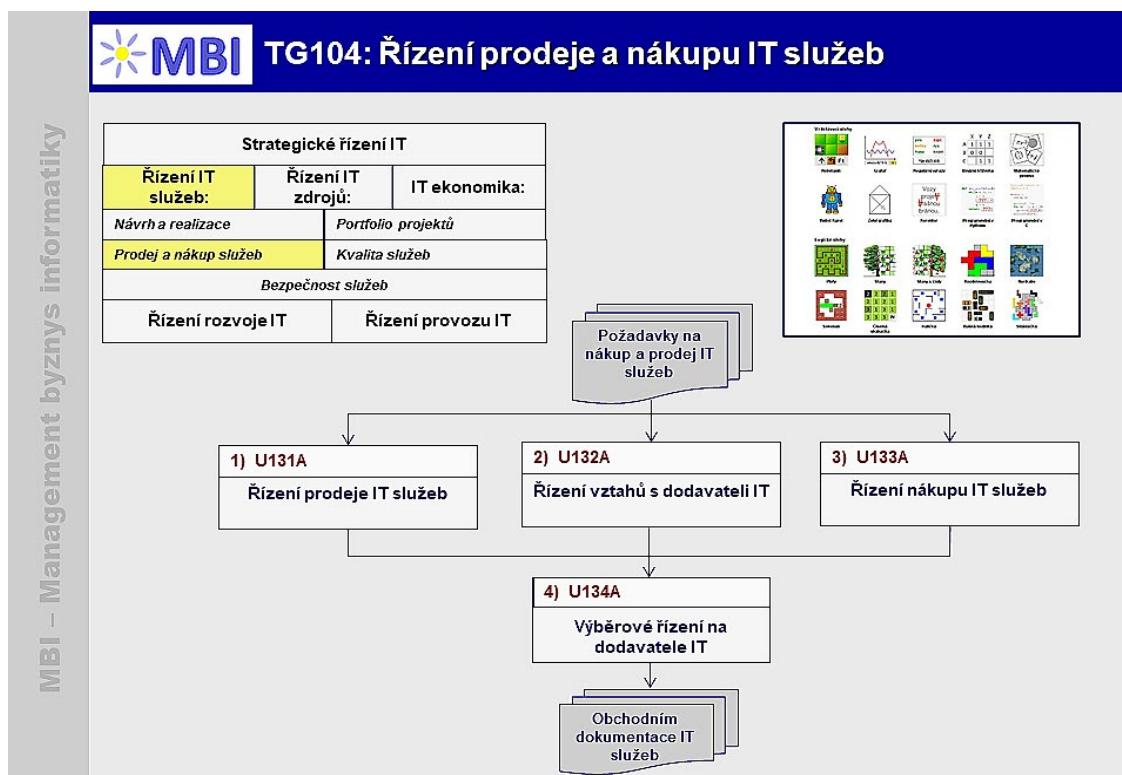 MBI
TG104: Řízení prodeje a nákupu IT služeb
MBI – Management byznys informatiky
Strategické řízení IT
Řízení IT
služeb:
Řízení IT
zdrojů:
IT ekonomika:
Návrh a realizace
Portfolio projektů
Prodej a nákup služeb
Kvalita služeb
Bezpečnost služeb
Řízení rozvoje IT
Řízení provozu IT
Požadavky na
nákup a prodej IT
služeb
1) U131A
Řízení prodeje IT služeb
2) U132A
Řízení vztahů s dodavateli IT
3) U133A
Řízení nákupu IT služeb
4) U134A
Výběrové řízení na
dodavatele IT
Obchodním
dokumentace IT
služeb